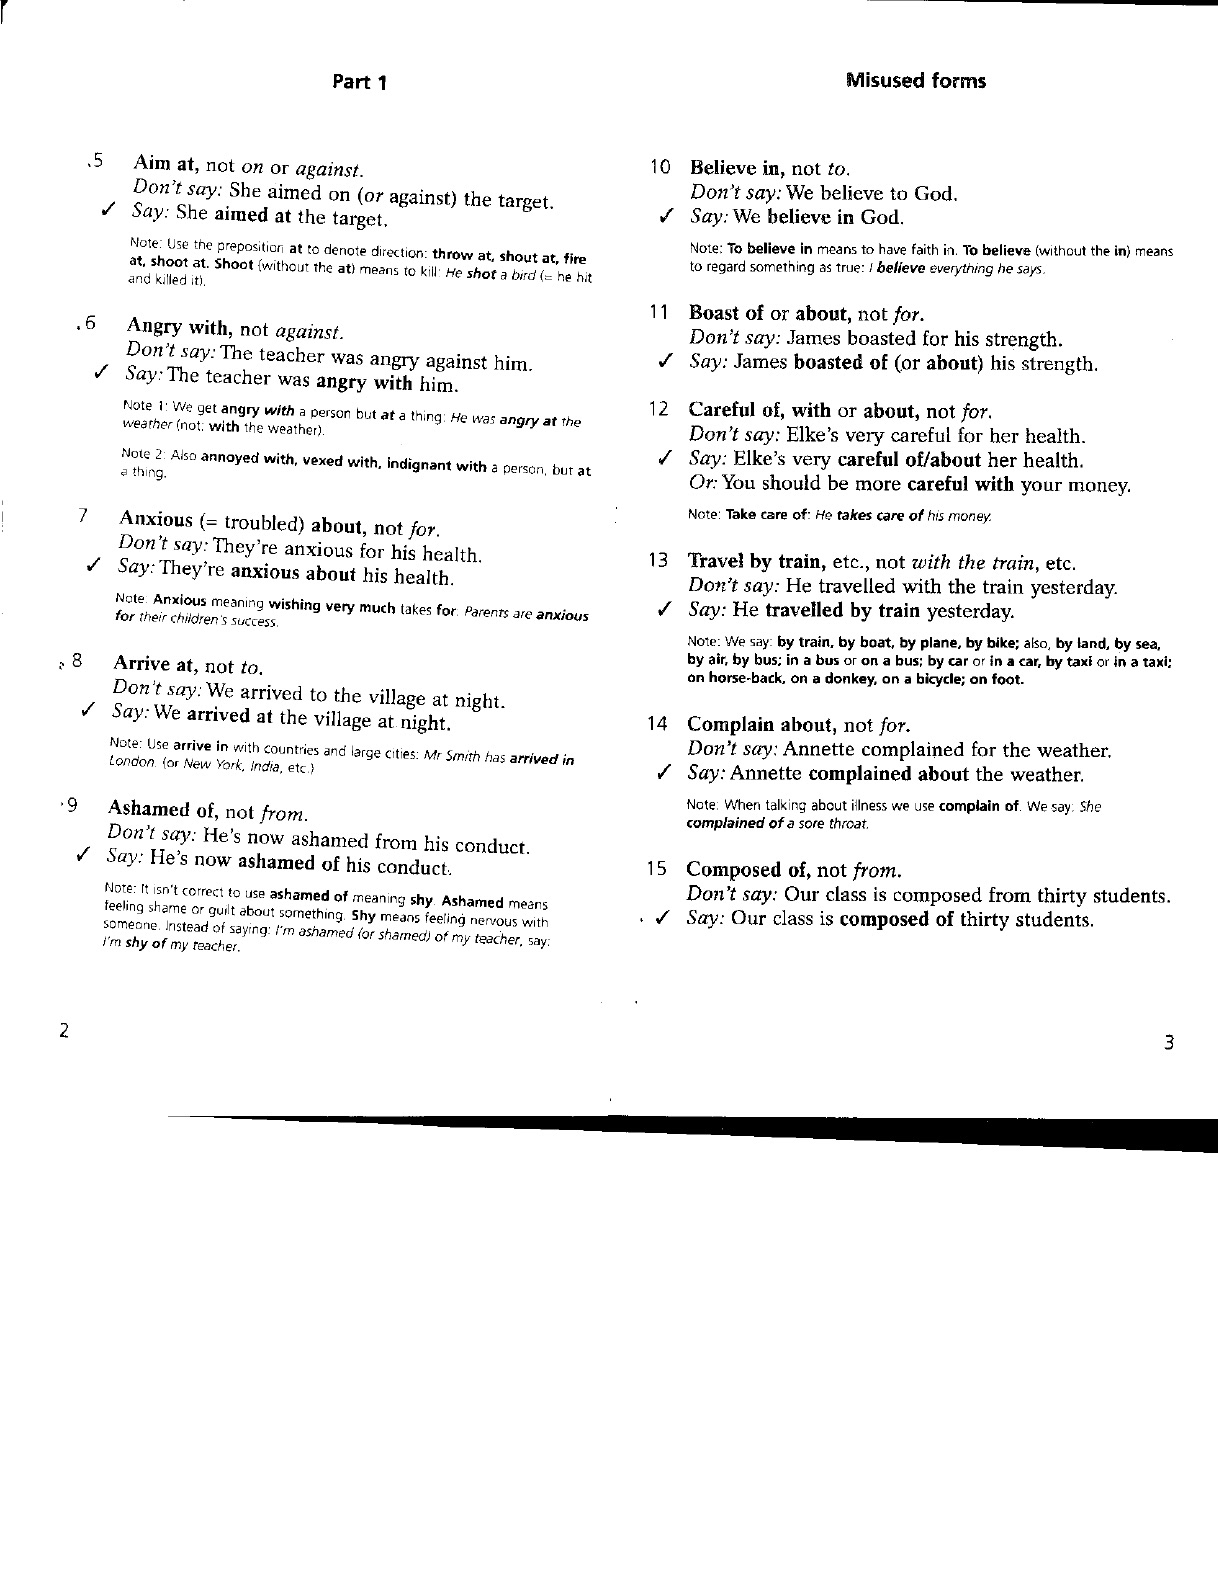 Part 1
.5 Aim at, not on or against.
Don't say: She aimed on (or against) the target.
✓ Say: She aimed at the target.
Note: Use the preposition at to denote direction: throw at, shout at, fire
at, shoot at. Shoot (without the at) means to kill: He shot a bird (= he hit
and killed it).
.6 Angry with, not against.
Don't say: The teacher was angry against him.
✓ Say: The teacher was angry with him.
Note 1: We get angry with a person but at a thing: He was angry at the
weather (not: with the weather).
Note 2: Also annoyed with, vexed with, indignant with a person, but at
a thing.
7 Anxious (= troubled) about, not for.
Don't say: They're anxious for his health.
✓ Say: They're anxious about his health.
Note: Anxious meaning wishing very much takes for: Parents are anxious
for their children's success.
8 Arrive at, not to.
Don't say: We arrived to the village at night.
✓ Say: We arrived at the village at night.
Note: Use arrive in with countries and large cities: Mr Smith has arrived in
London. (or New York, India, etc.)
9 Ashamed of, not from.
Don't say: He's now ashamed from his conduct.
✓ Say: He's now ashamed of his conduct.
Note: It isn't correct to use ashamed of meaning shy. Ashamed means
feeling shame or guilt about something. Shy means feeling nervous with
someone. Instead of saying: I'm ashamed (or shamed) of my teacher, say:
I'm shy of my teacher.
2
Misused forms
10 Believe in, not to.
Don't say: We believe to God.
✓ Say: We believe in God.
Note: To believe in means to have faith in. To believe (without the in) means
to regard something as true: I believe everything he says.
11 Boast of or about, not for.
Don't say: James boasted for his strength.
✓ Say: James boasted of (or about) his strength.
12 Careful of, with or about, not for.
Don't say: Elke's very careful for her health.
✓ Say: Elke's very careful of/about her health.
Or: You should be more careful with your money.
Note: Take care of: He takes care of his money.
13 Travel by train, etc., not with the train, etc.
Don't say: He travelled with the train yesterday.
✓ Say: He travelled by train yesterday.
Note: We say: by train, by boat, by plane, by bike; also, by land, by sea,
by air, by bus; in a bus or on a bus; by car or in a car, by taxi or in a taxi;
on horse-back, on a donkey, on a bicycle; on foot.
14 Complain about, not for.
Don't say: Annette complained for the weather.
✓ Say: Annette complained about the weather.
Note: When talking about illness we use complain of. We say: She
complained of a sore throat.
15 Composed of, not from.
Don't say: Our class is composed from thirty students.
✓ Say: Our class is composed of thirty students.
3